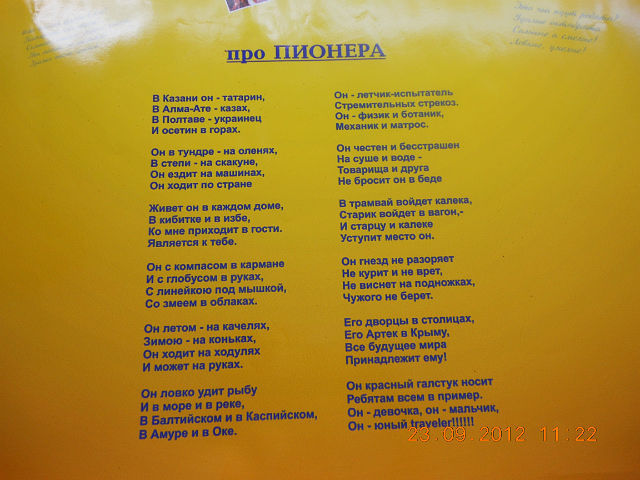 про ПИОНЕРА
В Казани он - татарин,
В Алма-Ате - казах,
В Полтаве - украинец
И осетин в горах.
Он в тундре - на оленях,
В степи - на скакуне,
Он ездит на машинах,
Он ходит по стране
Живет он в каждом доме,
В кибитке и в избе,
Ко мне приходит в гости.
Является к тебе.
Он с компасом в кармане
И с глобусом в руках,
С линейкою под мышкой,
Со змеем в облаках.
Он летом - на качелях,
Зимою - на коньках,
Он ходит на ходулях
И может на руках.
Он ловко удит рыбу
И в море и в реке,
В Балтийском и в Каспийском,
В Амуре и в Оке.
Он - летчик-испытатель
Стремительных стрекоз.
Он - физик и ботаник,
Механик и матрос.
Он честен и бесстрашен
На суше и воде -
Товарища и друга
Не бросит он в беде
В трамвай войдет калека,
Старик войдет в вагон,-
И старцу и калеке
Уступит место он.
Он гнезд не разоряет
Не курит и не врет,
Не виснет на подножках,
Чужого не берет.
Его дворцы в столицах,
Его Артек в Крыму,
Все будущее мира
Принадлежит ему!
Он красный галстук носит
Ребятам всем в пример.
Он - девочка, он - мальчик,
Он - юный traveler!!!!!!
23.09.2012 11:22